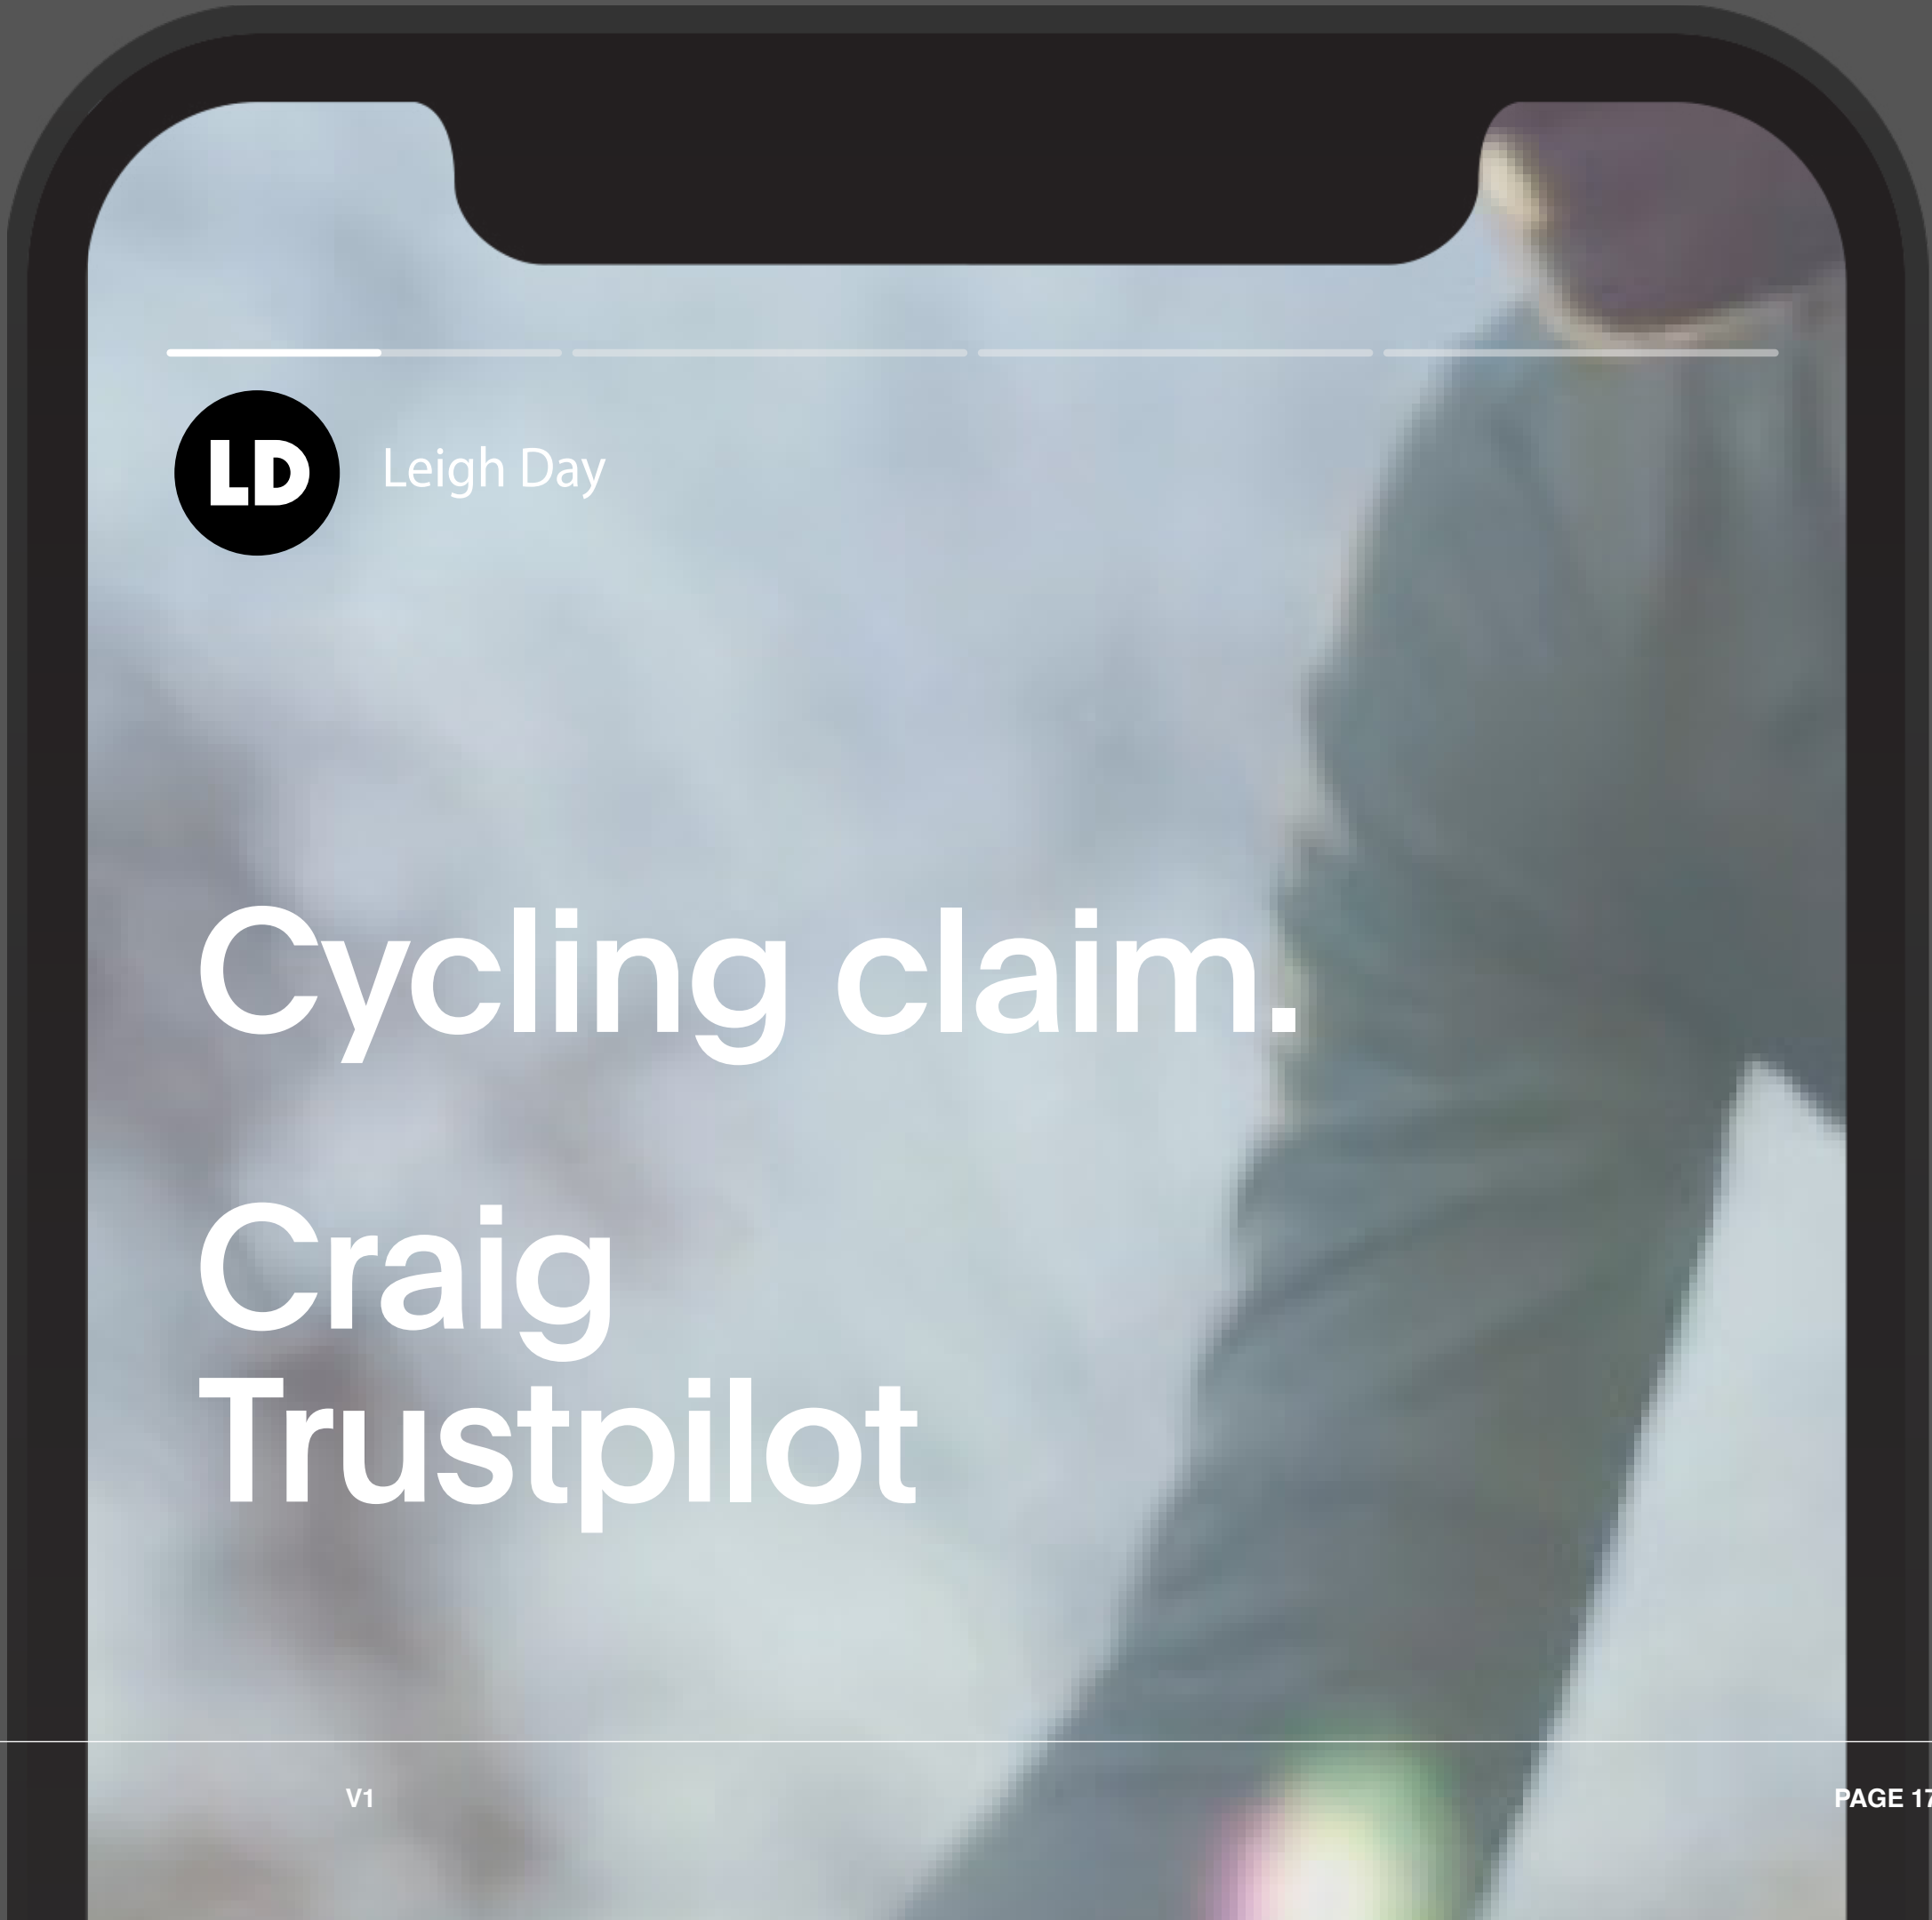 LD
Leigh Day
Cycling claim.
Craig
Trustpilot
V1
PAGE 17